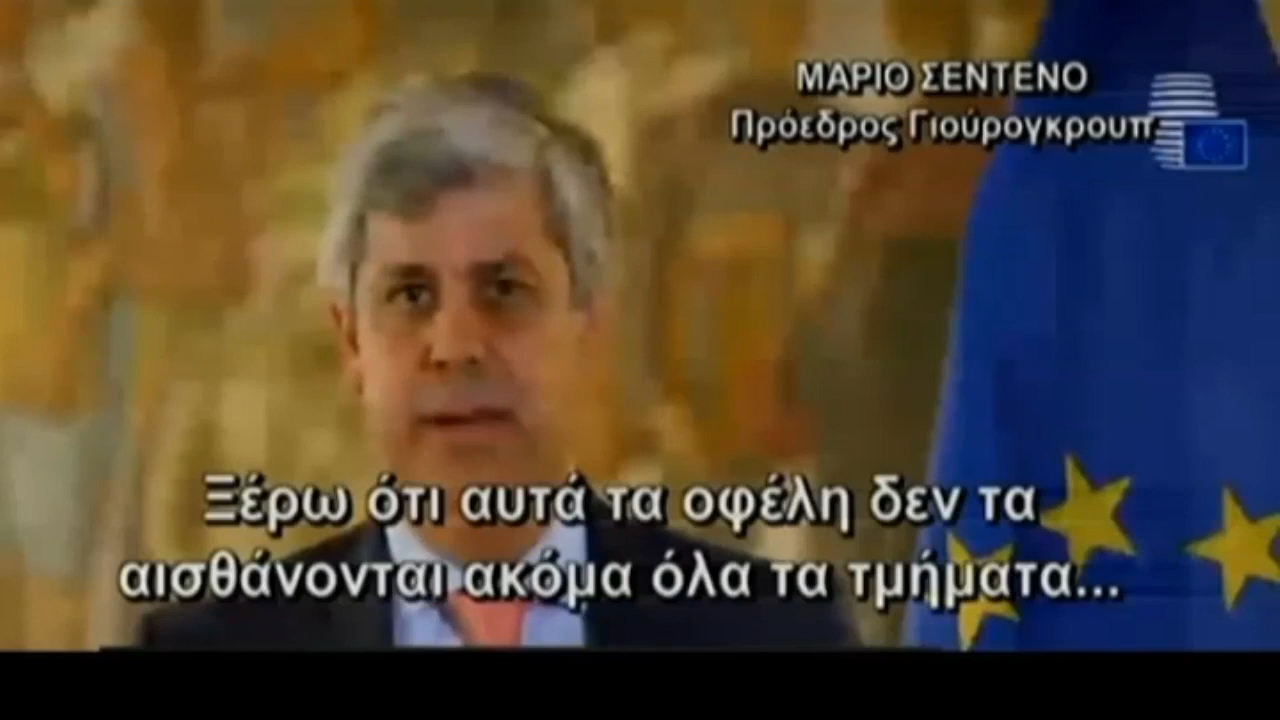 ΜΑΡΙΟ ΣΕΝΤΕΝΟ
Πρόεδρος Γιούρογκρουπ
Ξέρω ότι αυτά τα οφέλη δεν τα
αισθάνονται ακόμα όλα τα τμήματα...